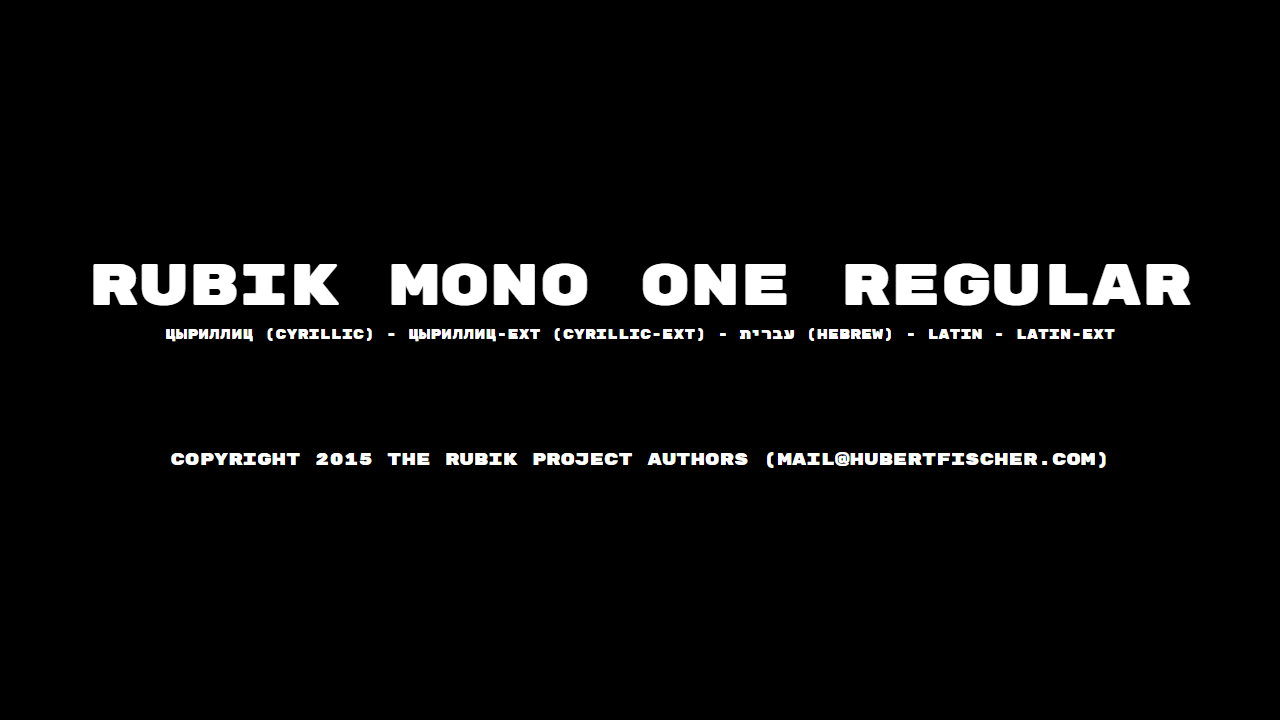 RUBIK MONO ONE REGULAR
ЦЫРИЛЛИЦ (CYRILLIC) - ЦЫРИЛЛИЦ-EXT (CYRILLIC-EXT) - עברית (HEBREW) - LATIN - LATIN-EXT
COPYRIGHT 2015 THE RUBIK PROJECT AUTHORS (MAIL@HUBERTFISCHER.COM)